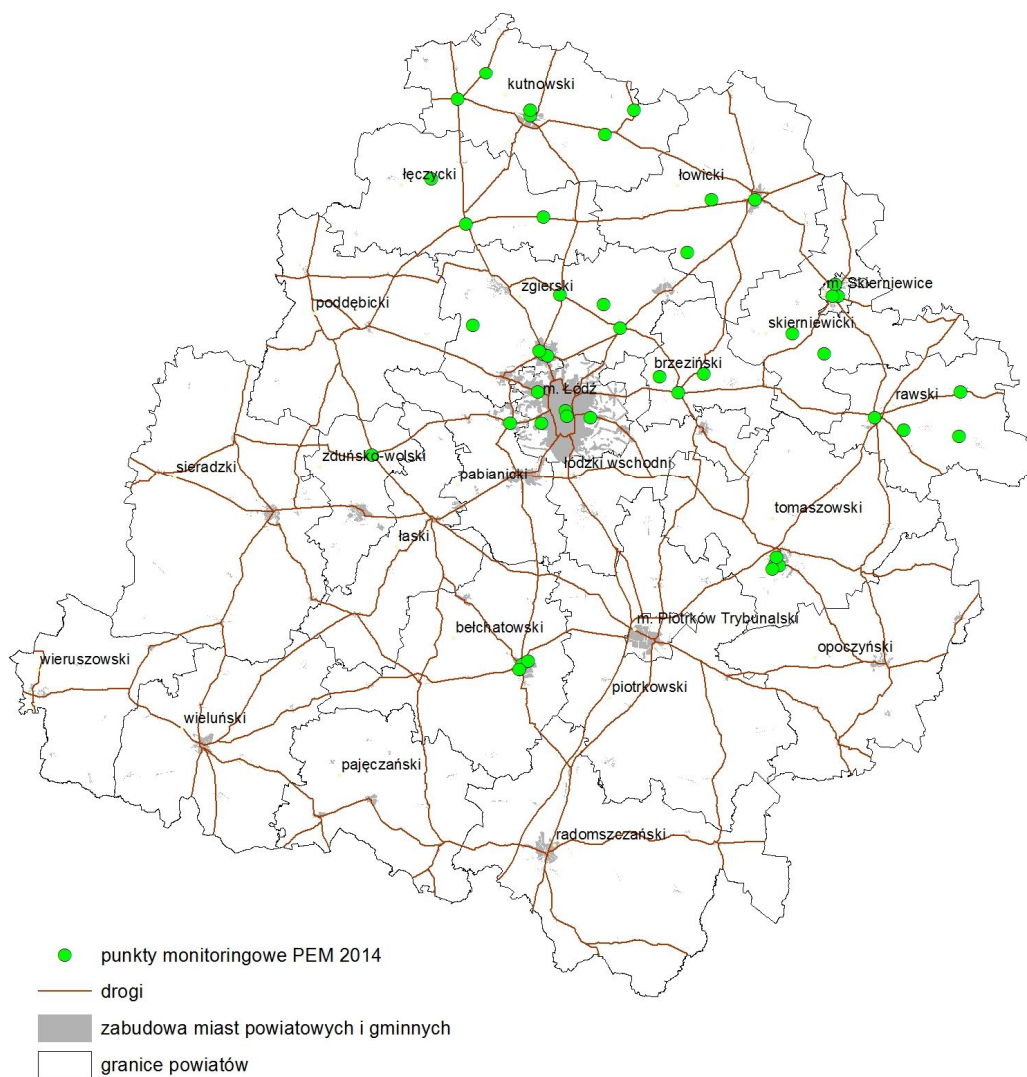 kutnowski
łęczycki
łowicki
m. Skierniewice
zgierski
poddębicki
skierniewicki
brzeziński
m. Łódź
rawski
zduńsko-wolski
łódzki wschodni
sieradzki
pabianicki
tomaszowski
łaski
bełchatowski
m. Piotrków Trybunalski
opoczyński
wieruszowski
piotrkowski
wieluński
pajęczański
radomszczański
punkty monitoringowe PEM 2014
drogi
zabudowa miast powiatowych i gminnych
granice powiatów